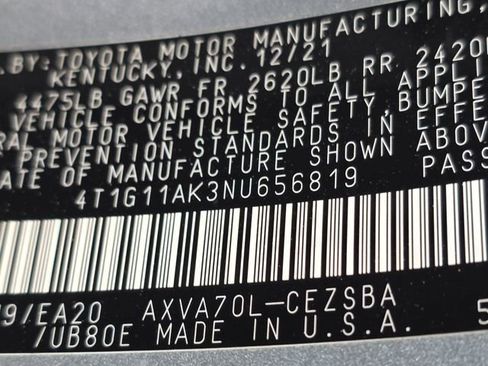 .BY: TOYOTA MOTOR MANUFACTURING,
KENTUCKY, INC. 12/21
4475LB GAWR FR 2620LB RR 2420
VEHICLE CONFORMS TO ALL APPLI
RAL MOTOR VEHICLE SAFETY, BUMPE
PREVENTION STANDARDS IN EFFE
ATE OF MANUFACTURE SHOWN ABOV
4T1G11AK3NU656819 PASS
9/EA20 AXVA70L-CEZSBA
/UB80E MADE IN U.S.A. 5